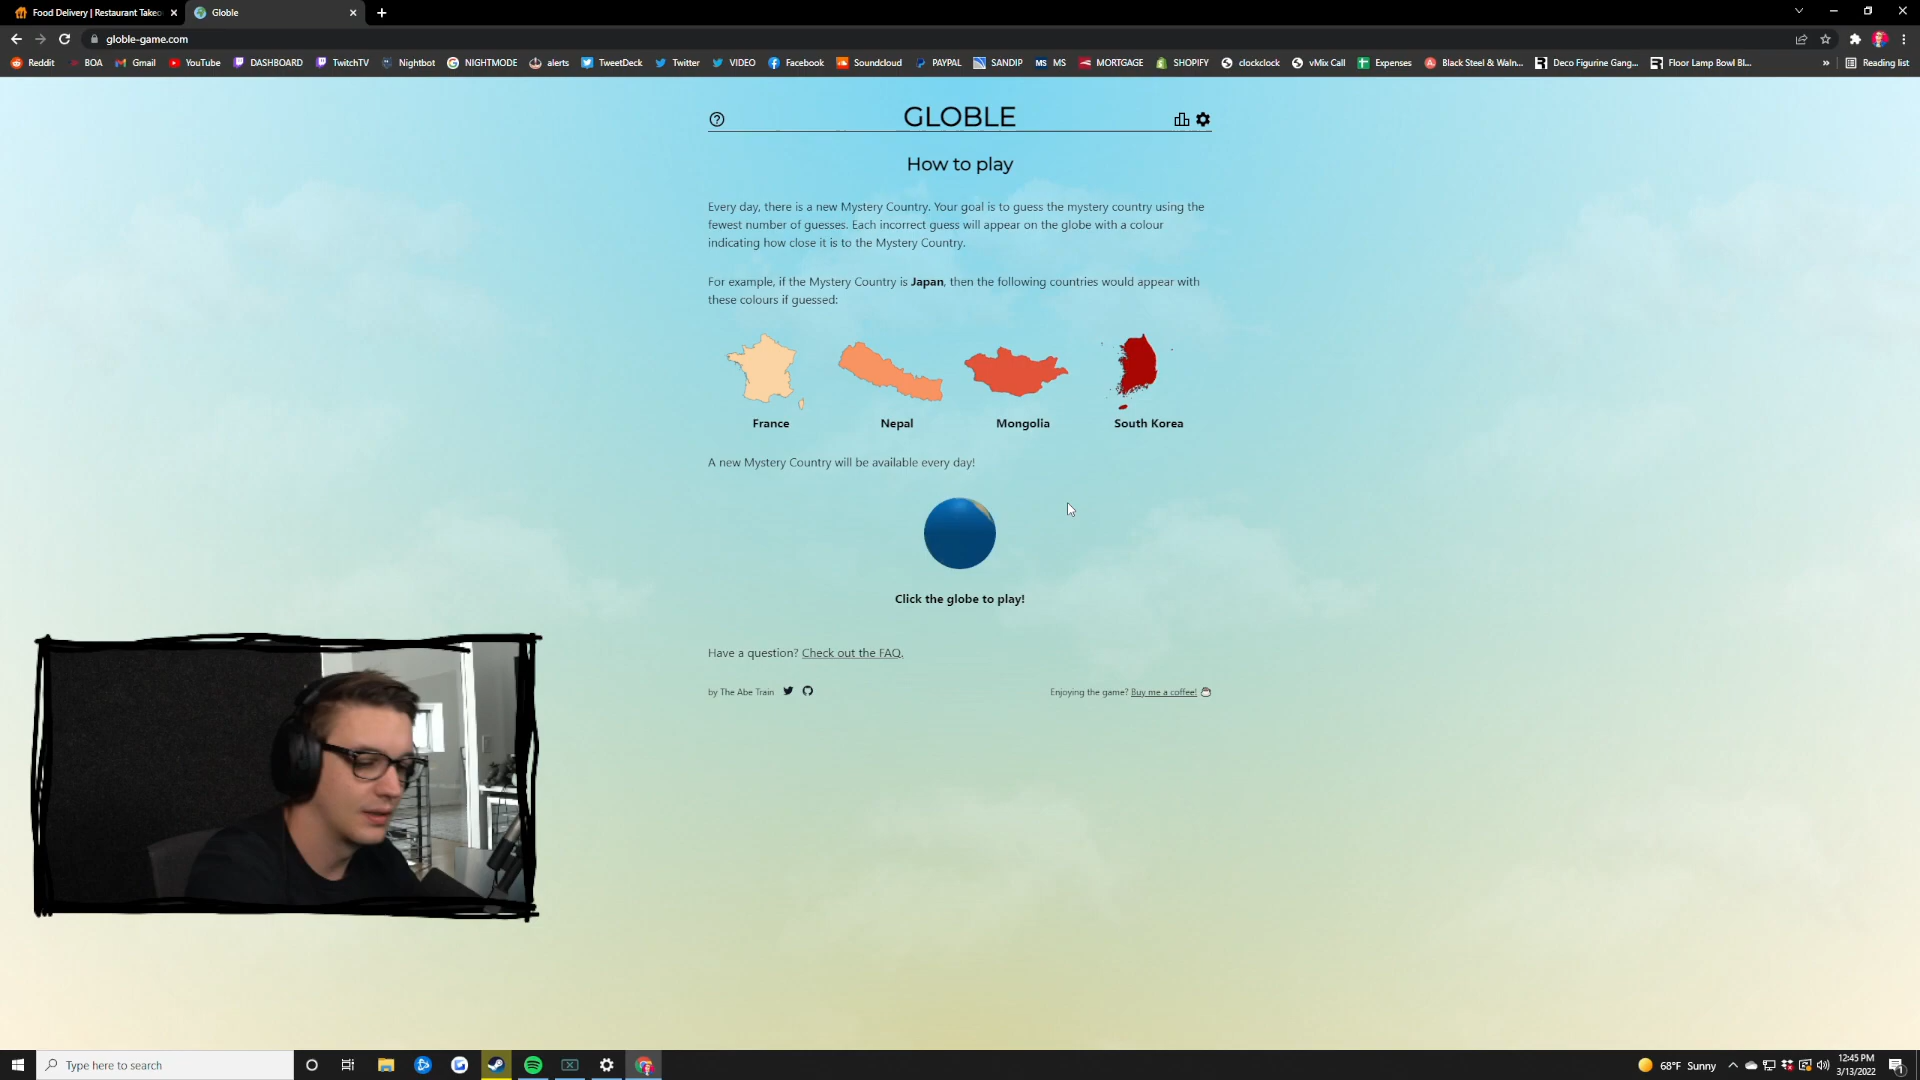 Food Delivery | Restaurant Takeo
Globle
globle-game.com
Reddit BOA Gmail YouTube DASHBOARD TwitchTV Nightbot NIGHTMODE alerts TweetDeck Twitter VIDEO Facebook Soundcloud PAYPAL SANDIP MS MS MORTGAGE SHOPIFY clockclock vMix Call Expenses Black Steel & Waln... Deco Figurine Gang... Floor Lamp Bowl Bl... » Reading list
GLOBLE
How to play
Every day, there is a new Mystery Country. Your goal is to guess the mystery country using the
fewest number of guesses. Each incorrect guess will appear on the globe with a colour
indicating how close it is to the Mystery Country.
For example, if the Mystery Country is Japan, then the following countries would appear with
these colours if guessed:
France Nepal Mongolia South Korea
A new Mystery Country will be available every day!
Click the globe to play!
Have a question? Check out the FAQ.
by The Abe Train
Enjoying the game? Buy me a coffee!
Type here to search
68°F Sunny
12:45 PM
3/13/2022